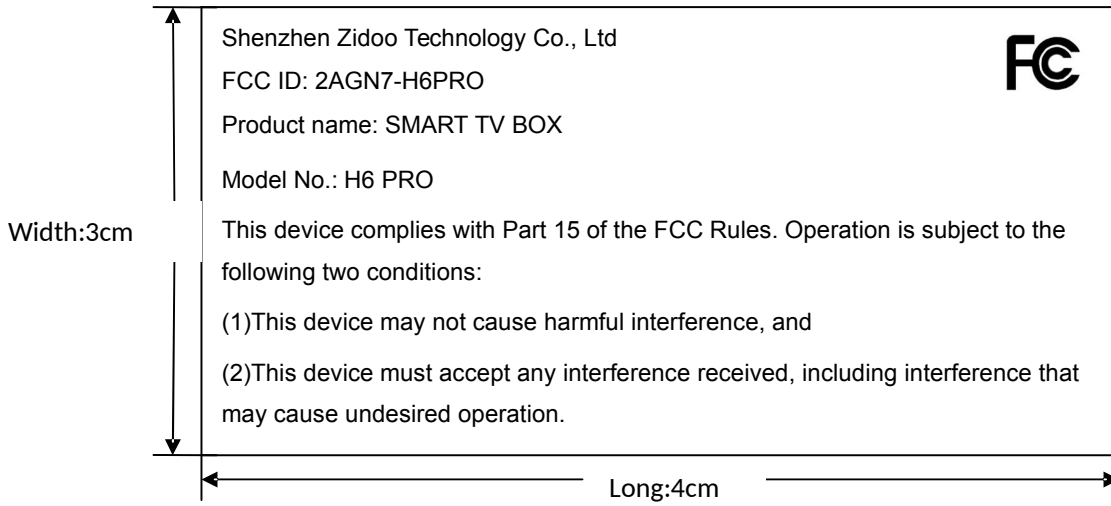 Shenzhen Zidoo Technology Co., Ltd
FC
FCC ID: 2AGN7-H6PRO
Product name: SMART TV BOX
Model No.: H6 PRO
Width:3cm
This device complies with Part 15 of the FCC Rules. Operation is subject to the
following two conditions:
(1)This device may not cause harmful interference, and
(2)This device must accept any interference received, including interference that
may cause undesired operation.
Long:4cm